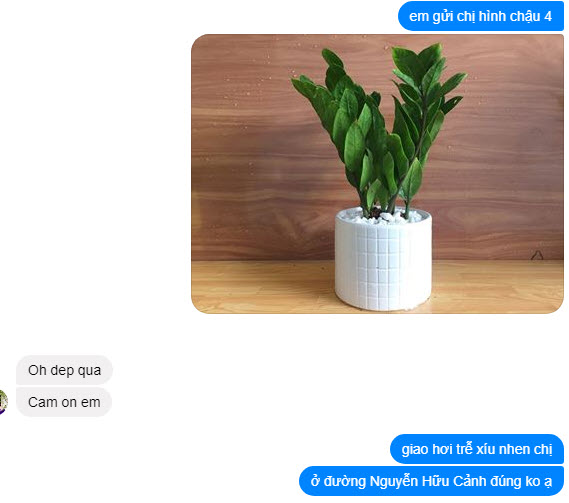 em gửi chị hình chậu 4
Oh dep qua
Cam on em
giao hơi trễ xíu nhen chị
ở đường Nguyễn Hữu Cảnh đúng ko ạ